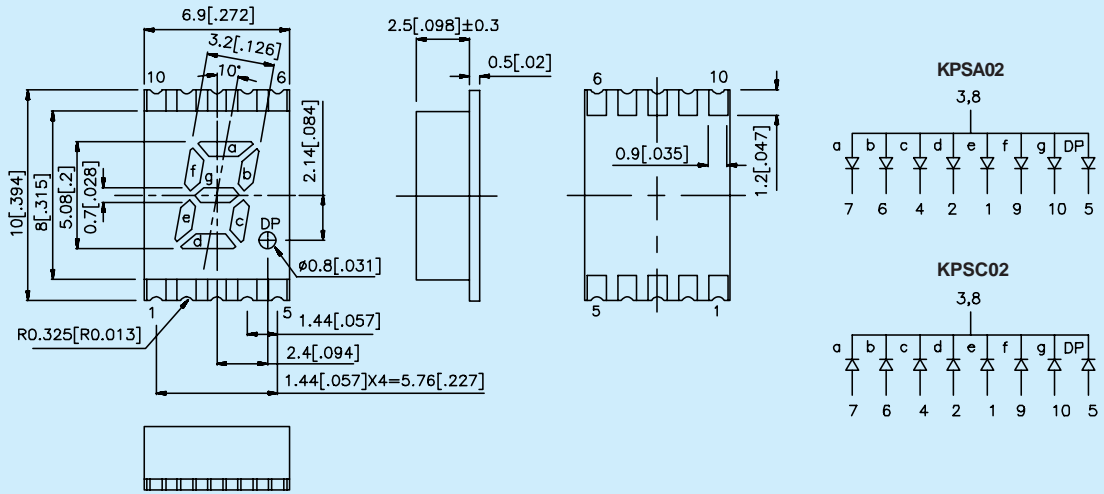 6.9[.272]
3.2[.126]
10°
10 6
a
f
g
b
e
c
d
DP
10[.394]
8[.315]
5.08[.2]
0.7[.028]
2.14[.084]
ø0.8[.031]
1 5
R0.325[R0.013]
1.44[.057]
2.4[.094]
1.44[.057]X4=5.76[.227]
2.5[.098]±0.3
0.5[.02]
6 10
0.9[.035]
1.2[.047]
5 1
KPSA02
3,8
a b c d e f g DP
7 6 4 2 1 9 10 5
KPSC02
3,8
a b c d e f g DP
7 6 4 2 1 9 10 5